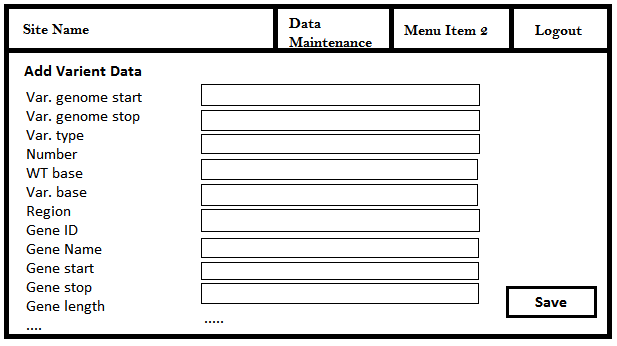 Site Name
Data
Maintenance
Menu Item 2
Logout
Add Varient Data
Var. genome start
Var. genome stop
Var. type
Number
WT base
Var. base
Region
Gene ID
Gene Name
Gene start
Gene stop
Gene length
....
.....
Save